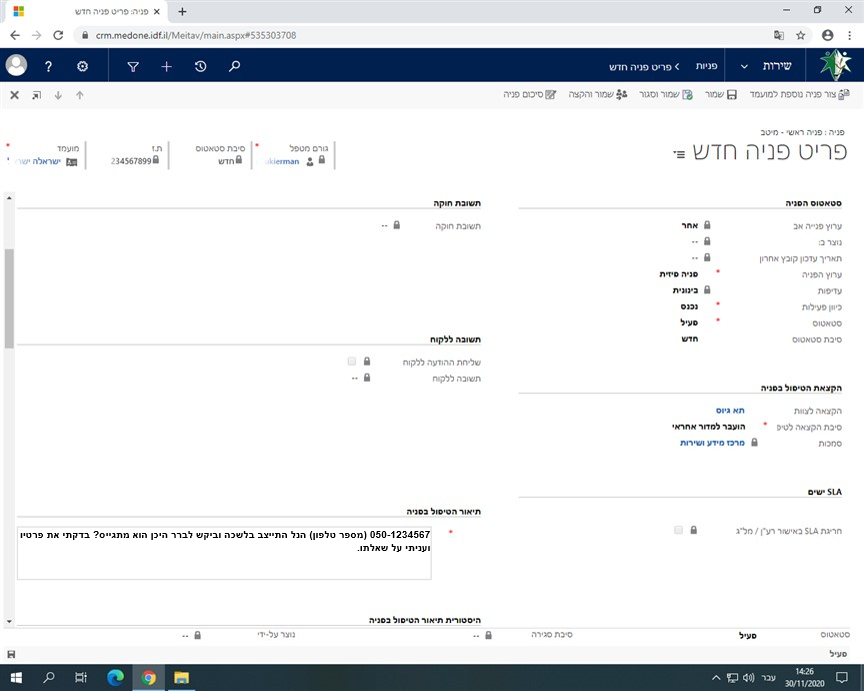 פניה: פריט פניה חדש
crm.medone.idf.il/Meitav/main.aspx#535303708
שירות
פניות
פריט פניה חדש
צור פניה נוספת למועמד
שמור
שמור וסגור
שמור והקצה
סיכום פניה
פניה : פניה ראשי - מיטב
פריט פניה חדש
גורם מטפל
ukierman
סיבת סטאטוס
חדש
ת.ז
234567899
מועמד
ישראלה ישר
סטאטוס הפניה
ערוץ פנייה אב
אחר
נוצר ב:
--
תאריך עדכון קובץ אחרון
--
ערוץ הפניה
* פניה פיזית
עדיפות
בינונית
כיוון פעילות
* נכנס
סטאטוס
* פעיל
סיבת סטאטוס
חדש
הקצאת הטיפול בפניה
הקצאה לצוות
תא גיוס
סיבת הקצאה לטיפ
* הועבר למדור אחראי
סמכות
מרכז מידע ושירות
SLA ישים
חריגת SLA באישור רע"ן / מל"ג
תשובת חוקה
תשובת חוקה
--
תשובה ללקוח
שליחת ההודעה ללקוח
תשובה ללקוח
--
תיאור הטיפול בפניה
* 050-1234567 (מספר טלפון) הנל התייצב בלשכה וביקש לברר היכן הוא מתגייס? בדקתי את פרטיו
ועניתי על שאלתו.
היסטורית תיאור הטיפול בפניה
סטאטוס
פעיל
סיבת סגירה
--
נוצר על-ידי
--
פעיל
עבר
14:26
30/11/2020